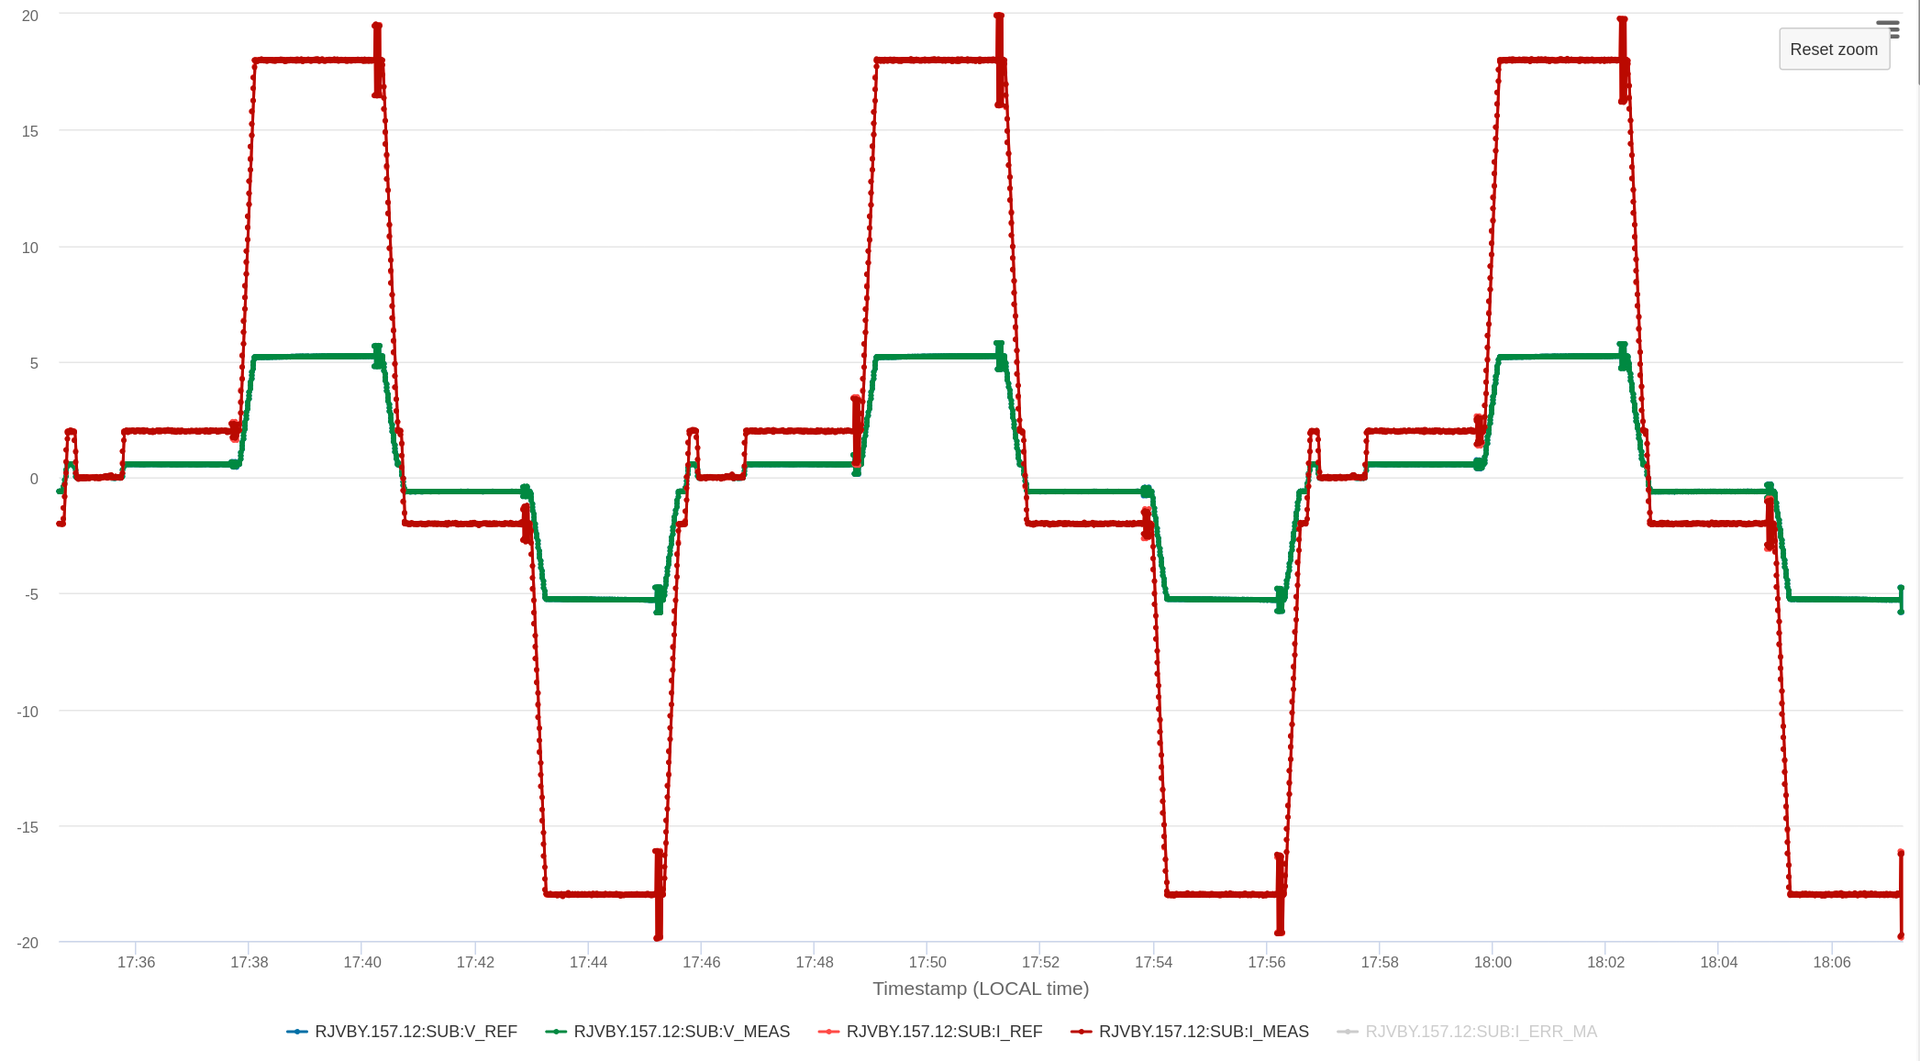 20
Reset zoom
15
10
5
0
-5
-10
-15
-20
17:36 17:38 17:40 17:42 17:44 17:46 17:48 17:50 17:52 17:54 17:56 17:58 18:00 18:02 18:04 18:06
Timestamp (LOCAL time)
RJVBY.157.12:SUB:V_REF RJVBY.157.12:SUB:V_MEAS RJVBY.157.12:SUB:I_REF RJVBY.157.12:SUB:I_MEAS RJVBY.157.12:SUB:I_ERR_MA